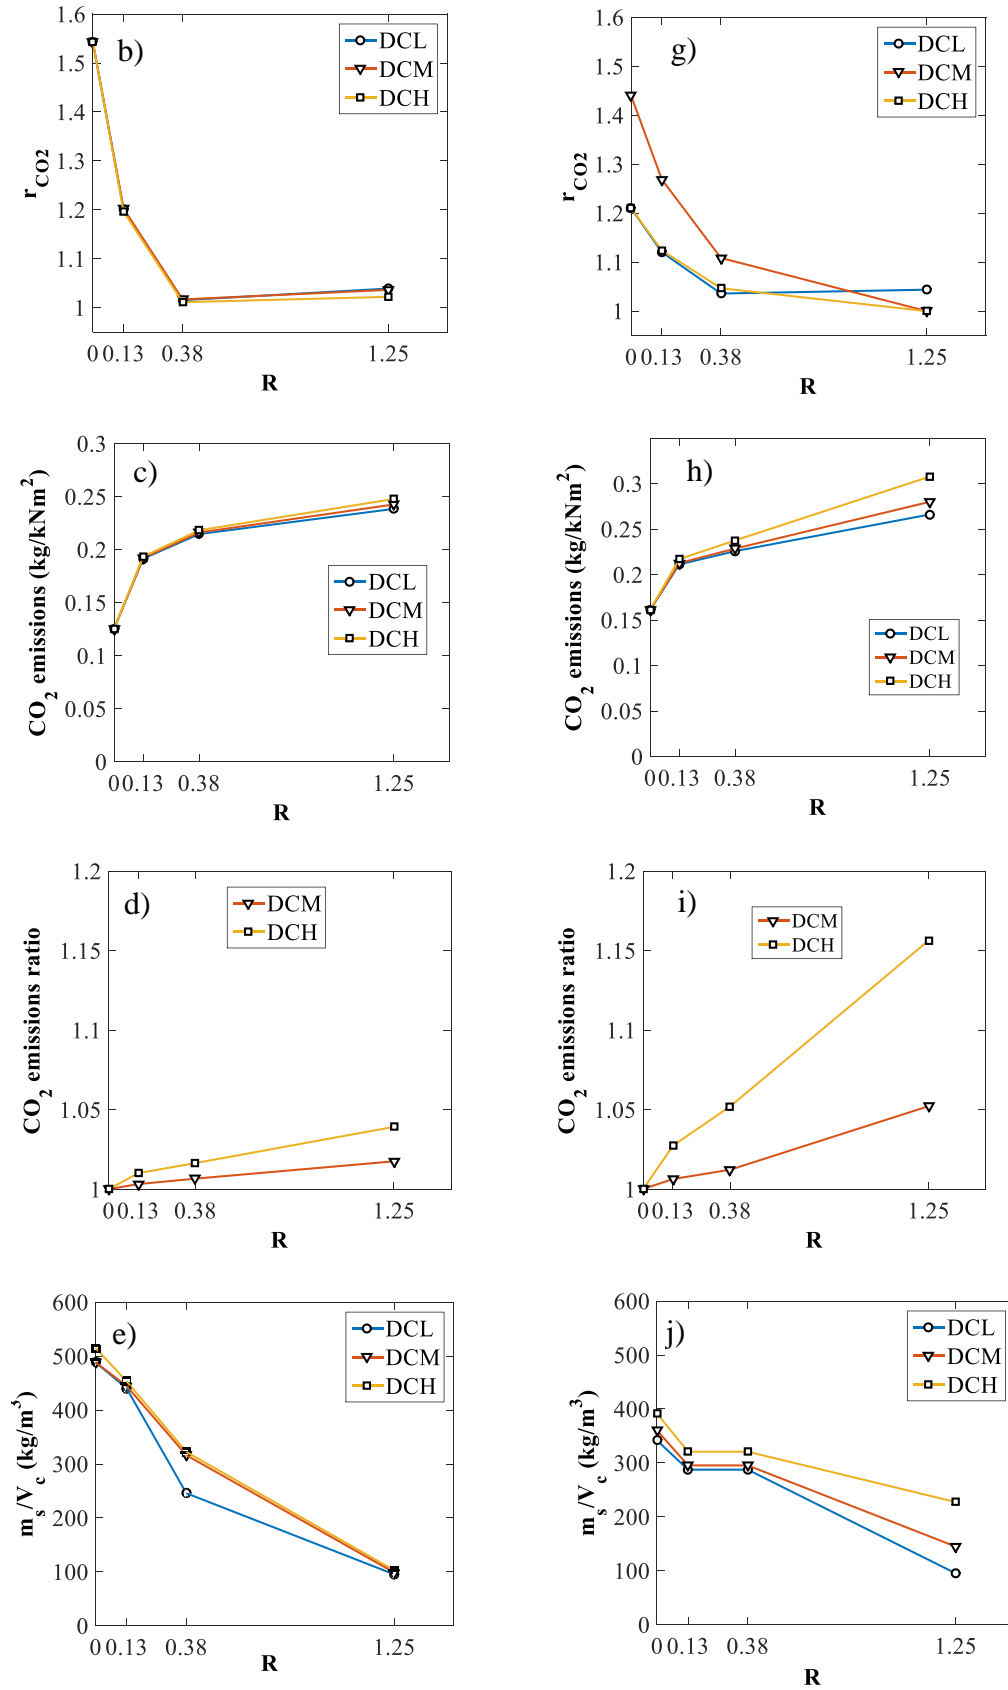 b)
r_CO2
1.6
1.5
1.4
1.3
1.2
1.1
1
0 0.13 0.38 1.25
R
DCL
DCM
DCH
g)
r_CO2
1.6
1.5
1.4
1.3
1.2
1.1
1
0 0.13 0.38 1.25
R
DCL
DCM
DCH
c)
CO2 emissions (kg/kNm²)
0.3
0.25
0.2
0.15
0.1
0.05
0
0 0.13 0.38 1.25
R
DCL
DCM
DCH
h)
CO2 emissions (kg/kNm²)
0.3
0.25
0.2
0.15
0.1
0.05
0
0 0.13 0.38 1.25
R
DCL
DCM
DCH
d)
CO2 emissions ratio
1.2
1.15
1.1
1.05
1
0 0.13 0.38 1.25
R
DCM
DCH
i)
CO2 emissions ratio
1.2
1.15
1.1
1.05
1
0 0.13 0.38 1.25
R
DCM
DCH
e)
m_s/V_c (kg/m³)
600
500
400
300
200
100
0
0 0.13 0.38 1.25
R
DCL
DCM
DCH
j)
m_s/V_c (kg/m³)
600
500
400
300
200
100
0
0 0.13 0.38 1.25
R
DCL
DCM
DCH